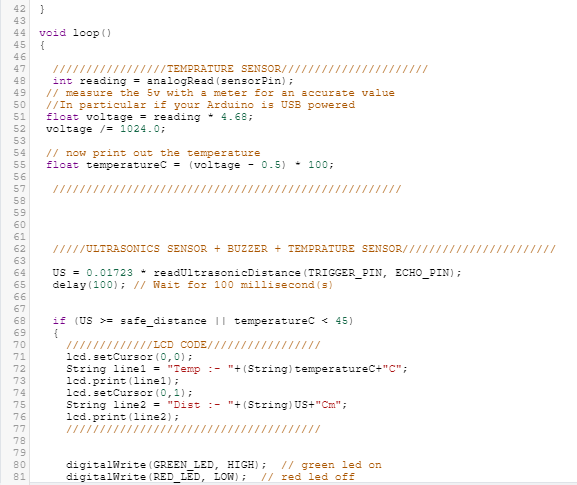 42 }
43
44 void loop()
45 {
46
47 /////////////////TEMPRATURE SENSOR//////////////////////
48 int reading = analogRead(sensorPin);
49 // measure the 5v with a meter for an accurate value
50 //In particular if your Arduino is USB powered
51 float voltage = reading * 4.68;
52 voltage /= 1024.0;
53
54 // now print out the temperature
55 float temperatureC = (voltage - 0.5) * 100;
56
57 ////////////////////////////////////////////////////
58
59
60
61
62 /////ULTRASONICS SENSOR + BUZZER + TEMPRATURE SENSOR///////////////////////
63
64 US = 0.01723 * readUltrasonicDistance(TRIGGER_PIN, ECHO_PIN);
65 delay(100); // Wait for 100 millisecond(s)
66
67
68 if (US >= safe_distance || temperatureC < 45)
69 {
70 /////////////LCD CODE/////////////////
71 lcd.setCursor(0,0);
72 String line1 = "Temp :- "+(String)temperatureC+"C";
73 lcd.print(line1);
74 lcd.setCursor(0,1);
75 String line2 = "Dist :- "+(String)US+"Cm";
76 lcd.print(line2);
77 //////////////////////////////////////
78
79
80 digitalWrite(GREEN_LED, HIGH); // green led on
81 digitalWrite(RED_LED, LOW); // red led off